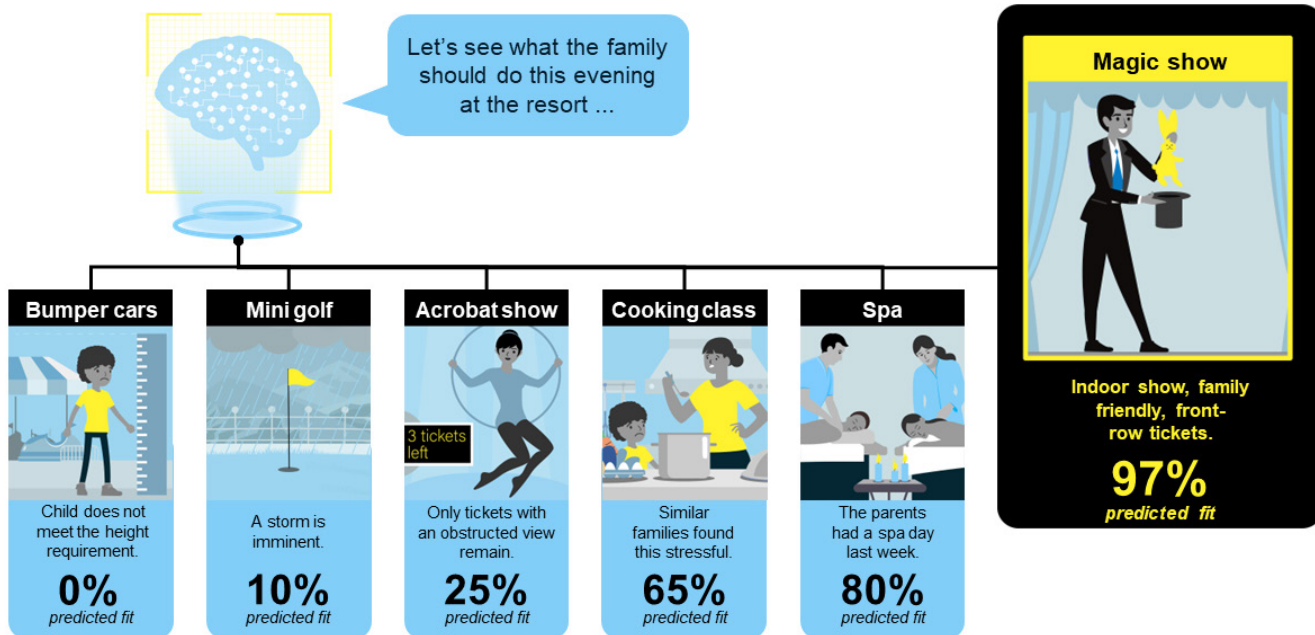 Let's see what the family
should do this evening
at the resort ...
Magic show
Indoor show, family
friendly, front-
row tickets.
97%
predicted fit
Bumper cars
Child does not
meet the height
requirement.
0%
predicted fit
Mini golf
A storm is
imminent.
10%
predicted fit
Acrobat show
3 tickets
left
Only tickets with
an obstructed view
remain.
25%
predicted fit
Cooking class
Similar
families found
this stressful.
65%
predicted fit
Spa
The parents
had a spa day
last week.
80%
predicted fit